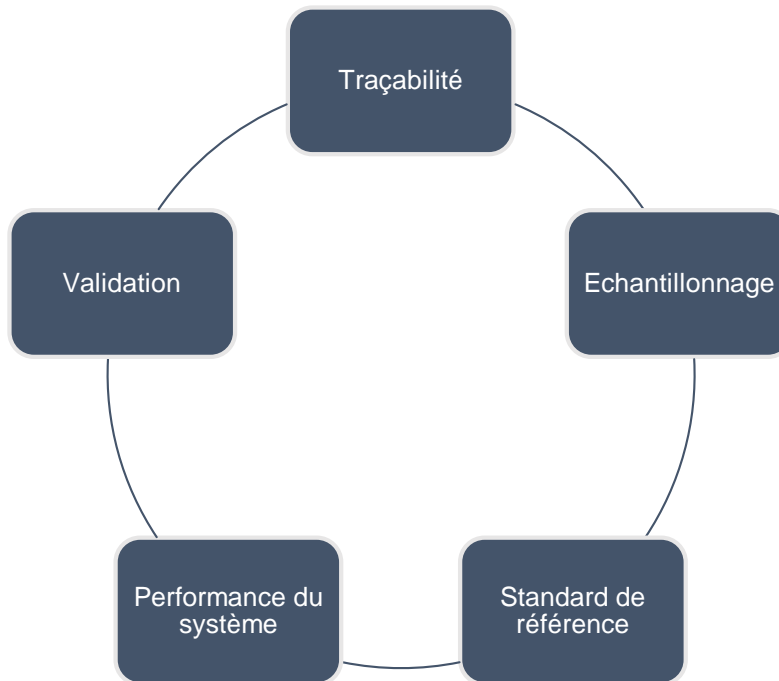 Traçabilité
Validation
Echantillonnage
Performance du
système
Standard de
référence